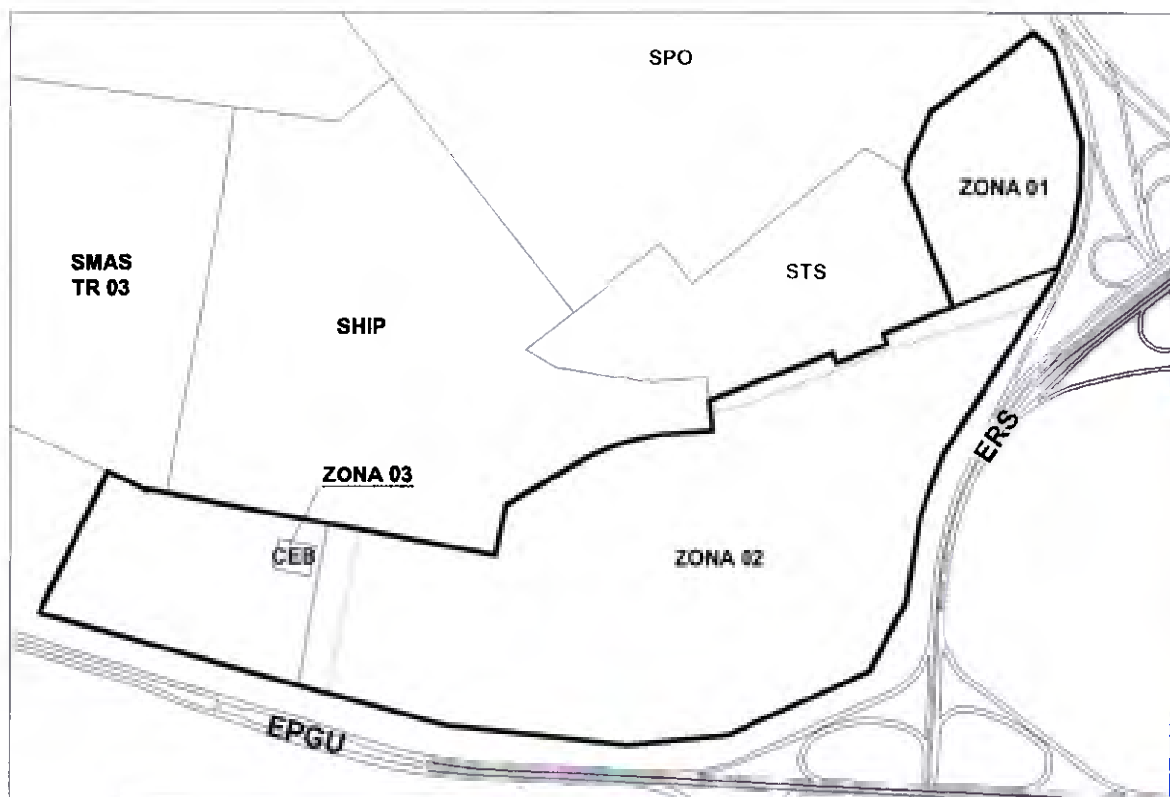 SPO
ZONA 01
SMAS
TR 03
STS
SHIP
ERS
ZONA 03
CEB
ZONA 02
EPGU